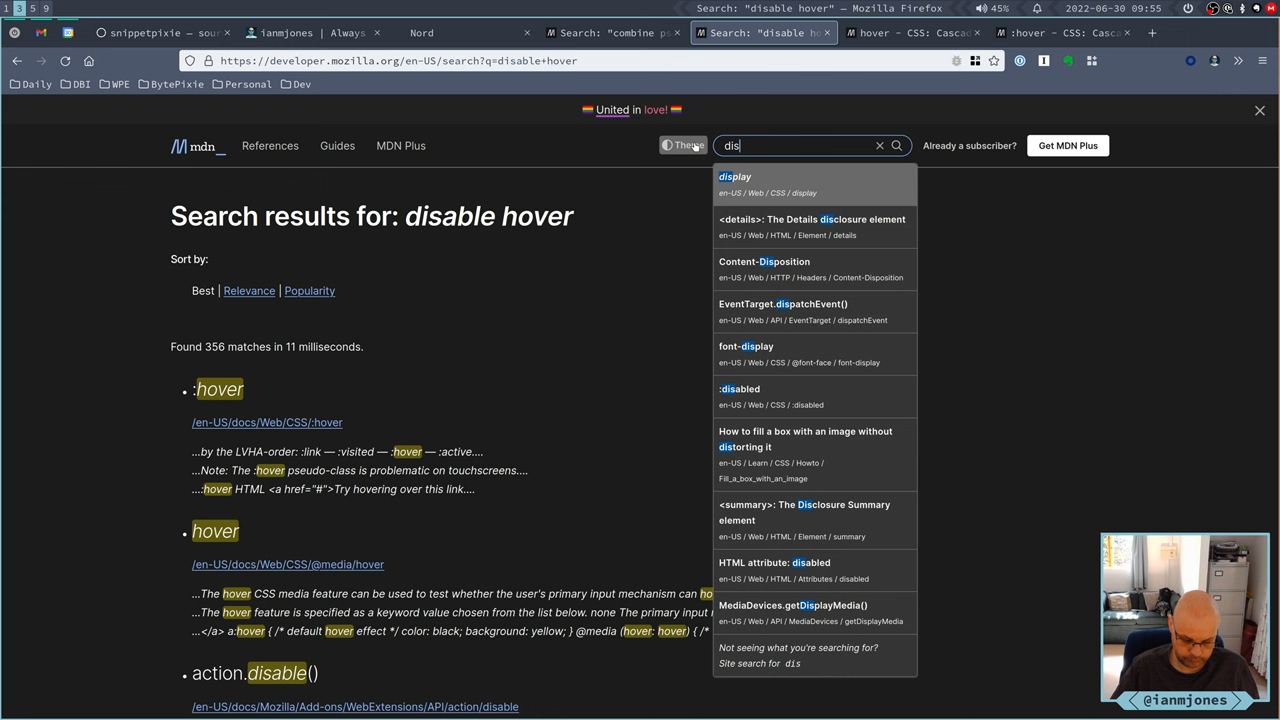 1 3 5 9
Search: "disable hover" — Mozilla Firefox
45%
2022-06-30 09:55
snippetpixie — sour
ianmjones | Always
Nord
Search: "combine ps
Search: "disable ho
hover - CSS: Cascad
:hover - CSS: Casca
https://developer.mozilla.org/en-US/search?q=disable+hover
Daily
DBI
WPE
BytePixie
Personal
Dev
United in love!
mdn_
References
Guides
MDN Plus
Theme
dis
Already a subscriber?
Get MDN Plus
Search results for: disable hover
Sort by:
Best | Relevance | Popularity
Found 356 matches in 11 milliseconds.
:hover
/en-US/docs/Web/CSS/:hover
…by the LVHA-order: :link — :visited — :hover — :active.…
…Note: The :hover pseudo-class is problematic on touchscreens.…
…:hover HTML <a href="#">Try hovering over this link.…
hover
/en-US/docs/Web/CSS/@media/hover
…The hover CSS media feature can be used to test whether the user's primary input mechanism can ho
…The hover feature is specified as a keyword value chosen from the list below. none The primary input m
…</a> a:hover { /* default hover effect */ color: black; background: yellow; } @media (hover: hover) { /*
action.disable()
/en-US/docs/Mozilla/Add-ons/WebExtensions/API/action/disable
display
en-US / Web / CSS / display
<details>: The Details disclosure element
en-US / Web / HTML / Element / details
Content-Disposition
en-US / Web / HTTP / Headers / Content-Disposition
EventTarget.dispatchEvent()
en-US / Web / API / EventTarget / dispatchEvent
font-display
en-US / Web / CSS / @font-face / font-display
:disabled
en-US / Web / CSS / :disabled
How to fill a box with an image without
distorting it
en-US / Learn / CSS / Howto /
Fill_a_box_with_an_image
<summary>: The Disclosure Summary
element
en-US / Web / HTML / Element / summary
HTML attribute: disabled
en-US / Web / HTML / Attributes / disabled
MediaDevices.getDisplayMedia()
en-US / Web / API / MediaDevices / getDisplayMedia
Not seeing what you're searching for?
Site search for dis
@ianmjones